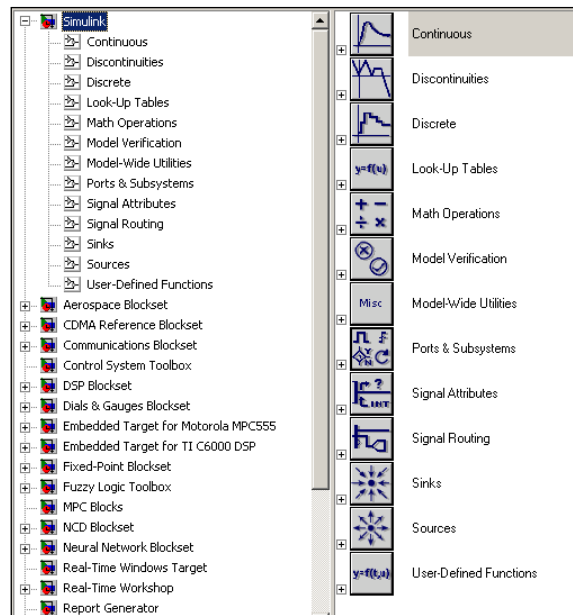 Simulink
Continuous
Discontinuities
Discrete
Look-Up Tables
Math Operations
Model Verification
Model-Wide Utilities
Ports & Subsystems
Signal Attributes
Signal Routing
Sinks
Sources
User-Defined Functions
Aerospace Blockset
CDMA Reference Blockset
Communications Blockset
Control System Toolbox
DSP Blockset
Dials & Gauges Blockset
Embedded Target for Motorola MPC555
Embedded Target for TI C6000 DSP
Fixed-Point Blockset
Fuzzy Logic Toolbox
MPC Blocks
NCD Blockset
Neural Network Blockset
Real-Time Windows Target
Real-Time Workshop
Report Generator
Continuous
Discontinuities
Discrete
y=f(u) Look-Up Tables
+ − ÷ × Math Operations
Model Verification
Misc Model-Wide Utilities
Y N Ports & Subsystems
? INT Signal Attributes
Signal Routing
Sinks
Sources
y=f(t,u) User-Defined Functions